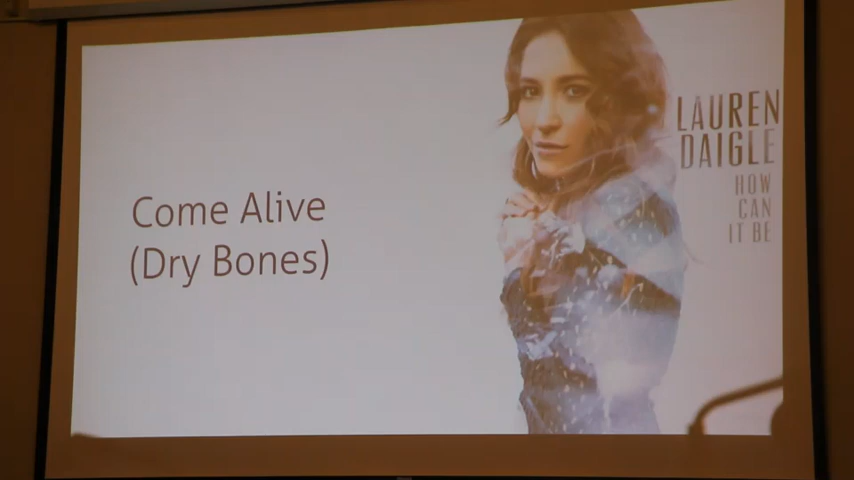 Come Alive
(Dry Bones)
LAUREN
DAIGLE
HOW
CAN
IT BE